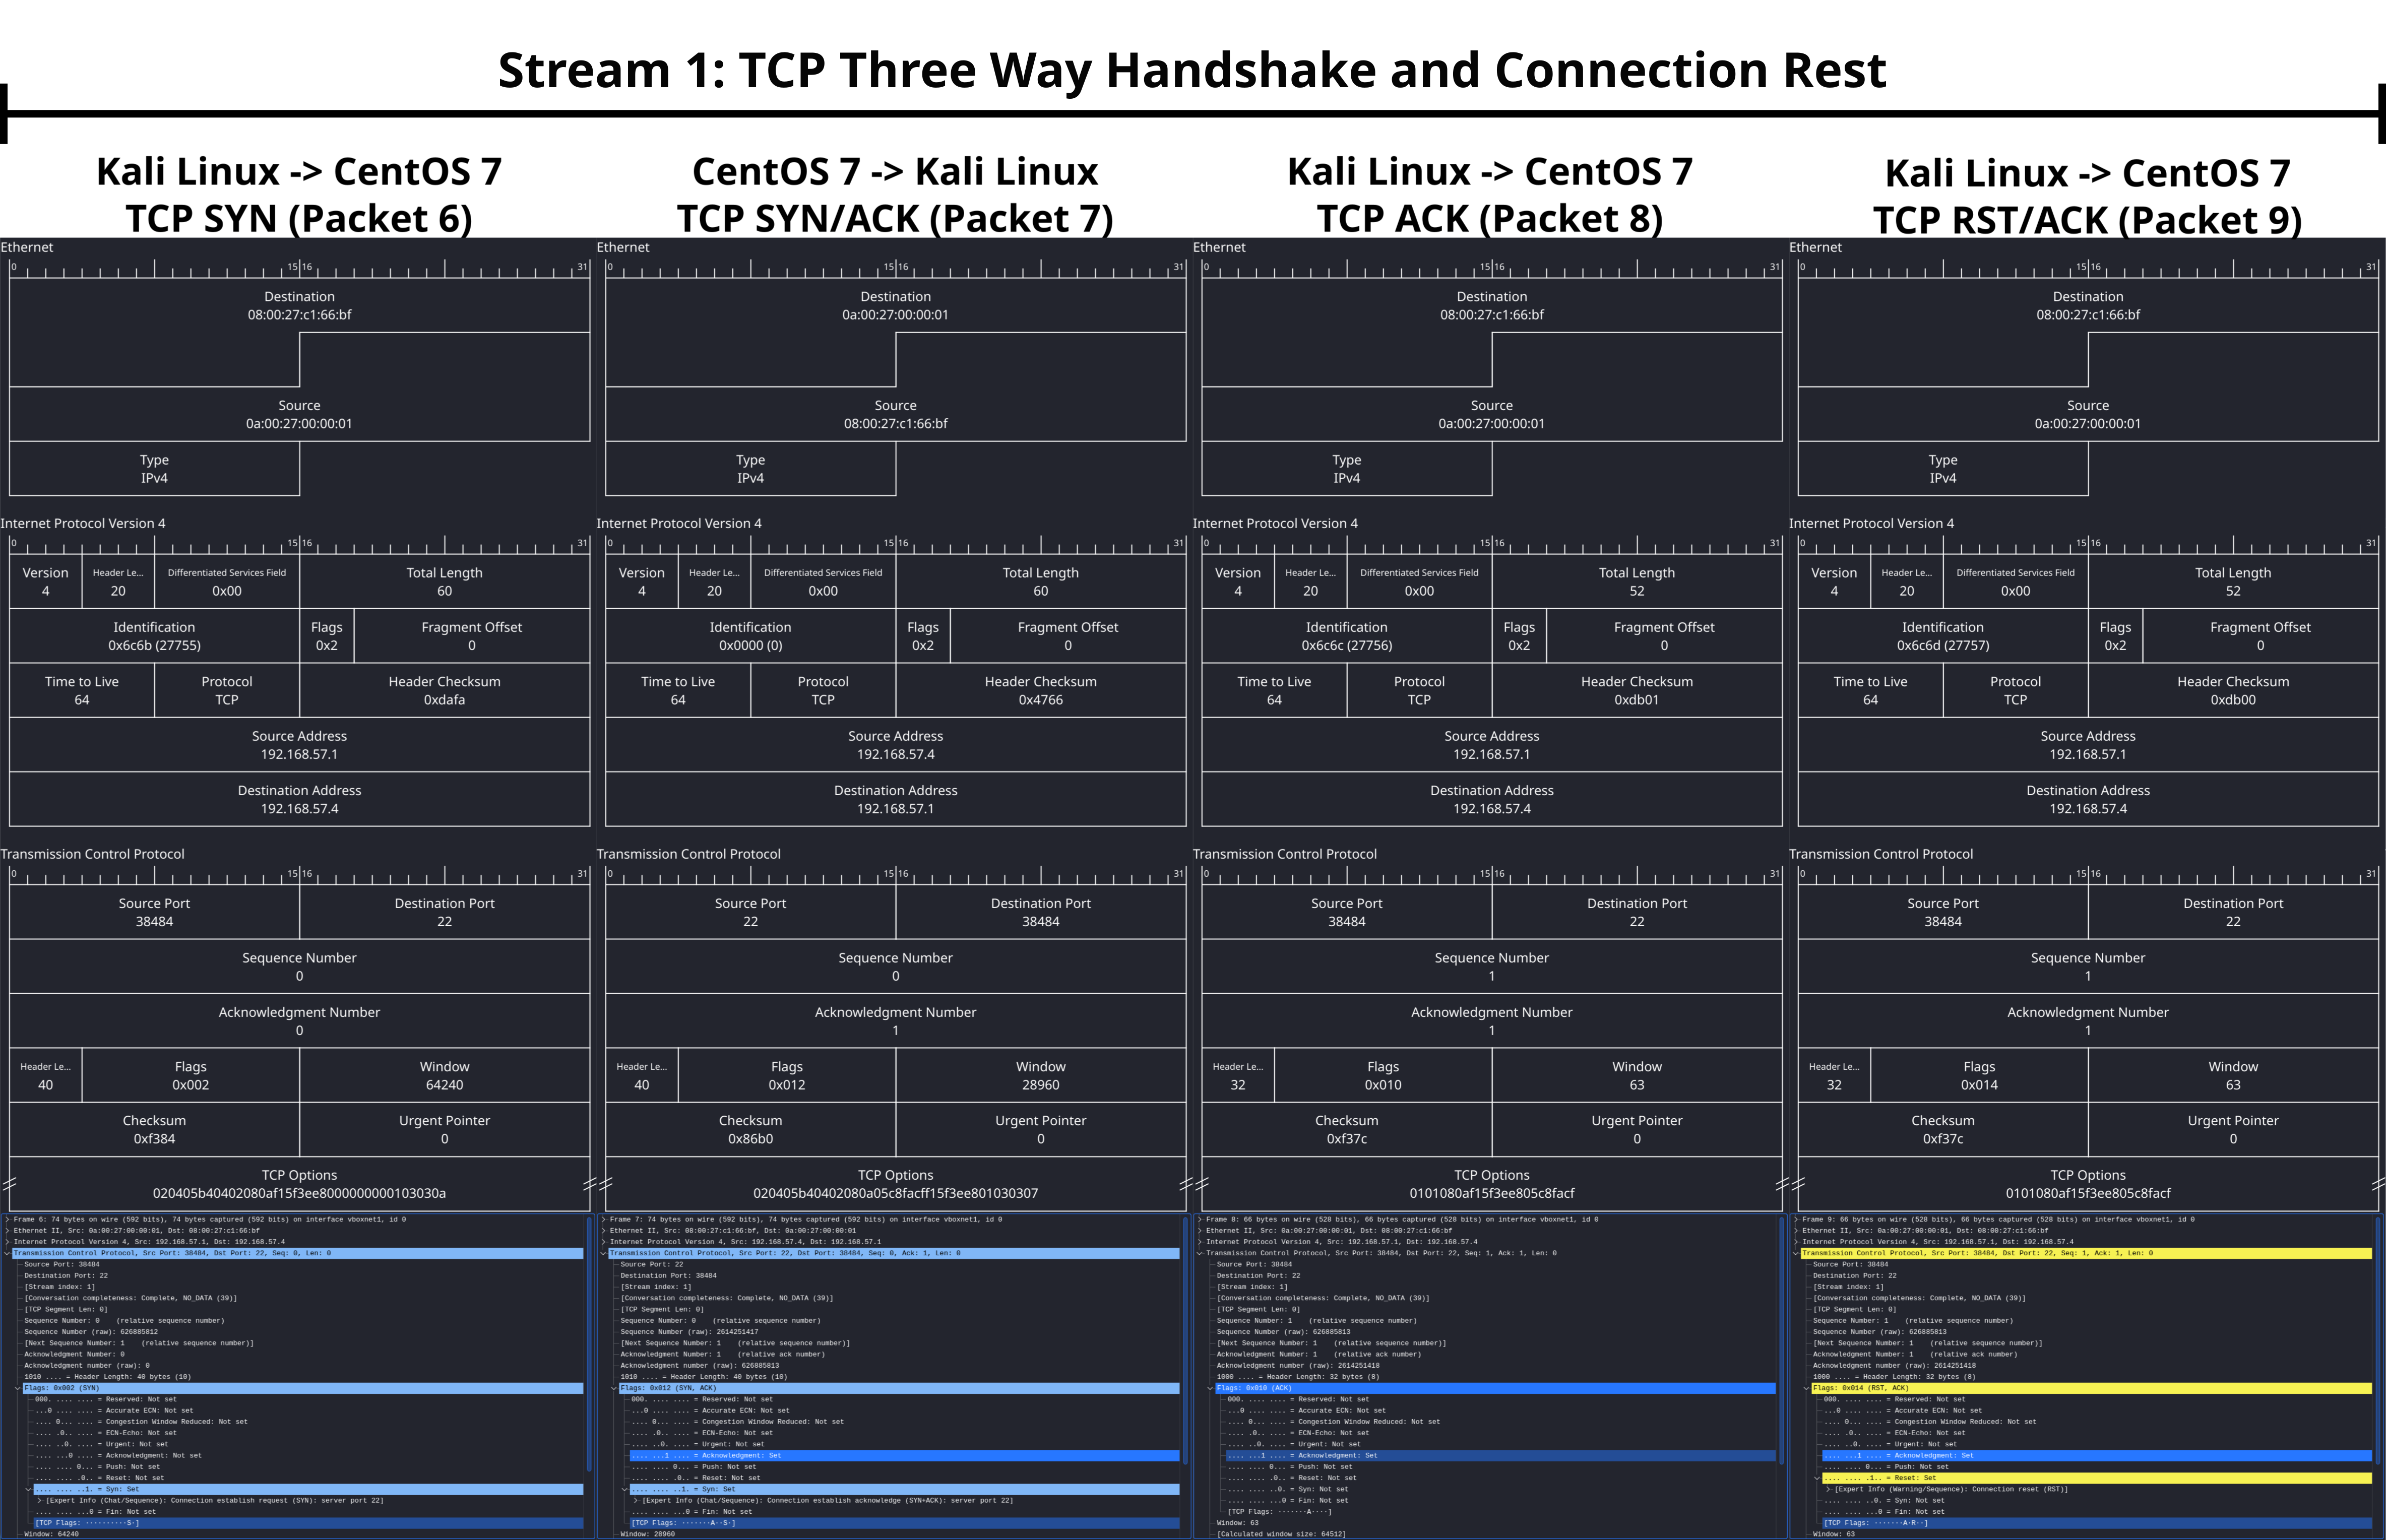 Stream 1: TCP Three Way Handshake and Connection Rest
Kali Linux -> CentOS 7
TCP SYN (Packet 6)
Ethernet
0 15 16 31
Destination
08:00:27:c1:66:bf
Source
0a:00:27:00:00:01
Type
IPv4
Internet Protocol Version 4
0 15 16 31
Version Header Le... Differentiated Services Field Total Length
4 20 0x00 60
Identification Flags Fragment Offset
0x6c6b (27755) 0x2 0
Time to Live Protocol Header Checksum
64 TCP 0xdafa
Source Address
192.168.57.1
Destination Address
192.168.57.4
Transmission Control Protocol
0 15 16 31
Source Port Destination Port
38484 22
Sequence Number
0
Acknowledgment Number
0
Header Le... Flags Window
40 0x002 64240
Checksum Urgent Pointer
0xf384 0
TCP Options
020405b40402080af15f3ee8000000000103030a
Frame 6: 74 bytes on wire (592 bits), 74 bytes captured (592 bits) on interface vboxnet1, id 0
Ethernet II, Src: 0a:00:27:00:00:01, Dst: 08:00:27:c1:66:bf
Internet Protocol Version 4, Src: 192.168.57.1, Dst: 192.168.57.4
Transmission Control Protocol, Src Port: 38484, Dst Port: 22, Seq: 0, Len: 0
Source Port: 38484
Destination Port: 22
[Stream index: 1]
[Conversation completeness: Complete, NO_DATA (39)]
[TCP Segment Len: 0]
Sequence Number: 0 (relative sequence number)
Sequence Number (raw): 626885812
[Next Sequence Number: 1 (relative sequence number)]
Acknowledgment Number: 0
Acknowledgment number (raw): 0
1010 .... = Header Length: 40 bytes (10)
Flags: 0x002 (SYN)
000. .... .... = Reserved: Not set
...0 .... .... = Accurate ECN: Not set
.... 0... .... = Congestion Window Reduced: Not set
.... .0.. .... = ECN-Echo: Not set
.... ..0. .... = Urgent: Not set
.... ...0 .... = Acknowledgment: Not set
.... .... 0... = Push: Not set
.... .... .0.. = Reset: Not set
.... .... ..1. = Syn: Set
[Expert Info (Chat/Sequence): Connection establish request (SYN): server port 22]
.... .... ...0 = Fin: Not set
[TCP Flags: ··········S·]
Window: 64240
CentOS 7 -> Kali Linux
TCP SYN/ACK (Packet 7)
Ethernet
0 15 16 31
Destination
0a:00:27:00:00:01
Source
08:00:27:c1:66:bf
Type
IPv4
Internet Protocol Version 4
0 15 16 31
Version Header Le... Differentiated Services Field Total Length
4 20 0x00 60
Identification Flags Fragment Offset
0x0000 (0) 0x2 0
Time to Live Protocol Header Checksum
64 TCP 0x4766
Source Address
192.168.57.4
Destination Address
192.168.57.1
Transmission Control Protocol
0 15 16 31
Source Port Destination Port
22 38484
Sequence Number
0
Acknowledgment Number
1
Header Le... Flags Window
40 0x012 28960
Checksum Urgent Pointer
0x86b0 0
TCP Options
020405b40402080a05c8facff15f3ee801030307
Frame 7: 74 bytes on wire (592 bits), 74 bytes captured (592 bits) on interface vboxnet1, id 0
Ethernet II, Src: 08:00:27:c1:66:bf, Dst: 0a:00:27:00:00:01
Internet Protocol Version 4, Src: 192.168.57.4, Dst: 192.168.57.1
Transmission Control Protocol, Src Port: 22, Dst Port: 38484, Seq: 0, Ack: 1, Len: 0
Source Port: 22
Destination Port: 38484
[Stream index: 1]
[Conversation completeness: Complete, NO_DATA (39)]
[TCP Segment Len: 0]
Sequence Number: 0 (relative sequence number)
Sequence Number (raw): 2614251417
[Next Sequence Number: 1 (relative sequence number)]
Acknowledgment Number: 1 (relative ack number)
Acknowledgment number (raw): 626885813
1010 .... = Header Length: 40 bytes (10)
Flags: 0x012 (SYN, ACK)
000. .... .... = Reserved: Not set
...0 .... .... = Accurate ECN: Not set
.... 0... .... = Congestion Window Reduced: Not set
.... .0.. .... = ECN-Echo: Not set
.... ..0. .... = Urgent: Not set
.... ...1 .... = Acknowledgment: Set
.... .... 0... = Push: Not set
.... .... .0.. = Reset: Not set
.... .... ..1. = Syn: Set
[Expert Info (Chat/Sequence): Connection establish acknowledge (SYN+ACK): server port 22]
.... .... ...0 = Fin: Not set
[TCP Flags: ·······A··S·]
Window: 28960
Kali Linux -> CentOS 7
TCP ACK (Packet 8)
Ethernet
0 15 16 31
Destination
08:00:27:c1:66:bf
Source
0a:00:27:00:00:01
Type
IPv4
Internet Protocol Version 4
0 15 16 31
Version Header Le... Differentiated Services Field Total Length
4 20 0x00 52
Identification Flags Fragment Offset
0x6c6c (27756) 0x2 0
Time to Live Protocol Header Checksum
64 TCP 0xdb01
Source Address
192.168.57.1
Destination Address
192.168.57.4
Transmission Control Protocol
0 15 16 31
Source Port Destination Port
38484 22
Sequence Number
1
Acknowledgment Number
1
Header Le... Flags Window
32 0x010 63
Checksum Urgent Pointer
0xf37c 0
TCP Options
0101080af15f3ee805c8facf
Frame 8: 66 bytes on wire (528 bits), 66 bytes captured (528 bits) on interface vboxnet1, id 0
Ethernet II, Src: 0a:00:27:00:00:01, Dst: 08:00:27:c1:66:bf
Internet Protocol Version 4, Src: 192.168.57.1, Dst: 192.168.57.4
Transmission Control Protocol, Src Port: 38484, Dst Port: 22, Seq: 1, Ack: 1, Len: 0
Source Port: 38484
Destination Port: 22
[Stream index: 1]
[Conversation completeness: Complete, NO_DATA (39)]
[TCP Segment Len: 0]
Sequence Number: 1 (relative sequence number)
Sequence Number (raw): 626885813
[Next Sequence Number: 1 (relative sequence number)]
Acknowledgment Number: 1 (relative ack number)
Acknowledgment number (raw): 2614251418
1000 .... = Header Length: 32 bytes (8)
Flags: 0x010 (ACK)
000. .... .... = Reserved: Not set
...0 .... .... = Accurate ECN: Not set
.... 0... .... = Congestion Window Reduced: Not set
.... .0.. .... = ECN-Echo: Not set
.... ..0. .... = Urgent: Not set
.... ...1 .... = Acknowledgment: Set
.... .... 0... = Push: Not set
.... .... .0.. = Reset: Not set
.... .... ..0. = Syn: Not set
.... .... ...0 = Fin: Not set
[TCP Flags: ·······A····]
Window: 63
[Calculated window size: 64512]
Kali Linux -> CentOS 7
TCP RST/ACK (Packet 9)
Ethernet
0 15 16 31
Destination
08:00:27:c1:66:bf
Source
0a:00:27:00:00:01
Type
IPv4
Internet Protocol Version 4
0 15 16 31
Version Header Le... Differentiated Services Field Total Length
4 20 0x00 52
Identification Flags Fragment Offset
0x6c6d (27757) 0x2 0
Time to Live Protocol Header Checksum
64 TCP 0xdb00
Source Address
192.168.57.1
Destination Address
192.168.57.4
Transmission Control Protocol
0 15 16 31
Source Port Destination Port
38484 22
Sequence Number
1
Acknowledgment Number
1
Header Le... Flags Window
32 0x014 63
Checksum Urgent Pointer
0xf37c 0
TCP Options
0101080af15f3ee805c8facf
Frame 9: 66 bytes on wire (528 bits), 66 bytes captured (528 bits) on interface vboxnet1, id 0
Ethernet II, Src: 0a:00:27:00:00:01, Dst: 08:00:27:c1:66:bf
Internet Protocol Version 4, Src: 192.168.57.1, Dst: 192.168.57.4
Transmission Control Protocol, Src Port: 38484, Dst Port: 22, Seq: 1, Ack: 1, Len: 0
Source Port: 38484
Destination Port: 22
[Stream index: 1]
[Conversation completeness: Complete, NO_DATA (39)]
[TCP Segment Len: 0]
Sequence Number: 1 (relative sequence number)
Sequence Number (raw): 626885813
[Next Sequence Number: 1 (relative sequence number)]
Acknowledgment Number: 1 (relative ack number)
Acknowledgment number (raw): 2614251418
1000 .... = Header Length: 32 bytes (8)
Flags: 0x014 (RST, ACK)
000. .... .... = Reserved: Not set
...0 .... .... = Accurate ECN: Not set
.... 0... .... = Congestion Window Reduced: Not set
.... .0.. .... = ECN-Echo: Not set
.... ..0. .... = Urgent: Not set
.... ...1 .... = Acknowledgment: Set
.... .... 0... = Push: Not set
.... .... .1.. = Reset: Set
[Expert Info (Warning/Sequence): Connection reset (RST)]
.... .... ..0. = Syn: Not set
.... .... ...0 = Fin: Not set
[TCP Flags: ·······A·R··]
Window: 63